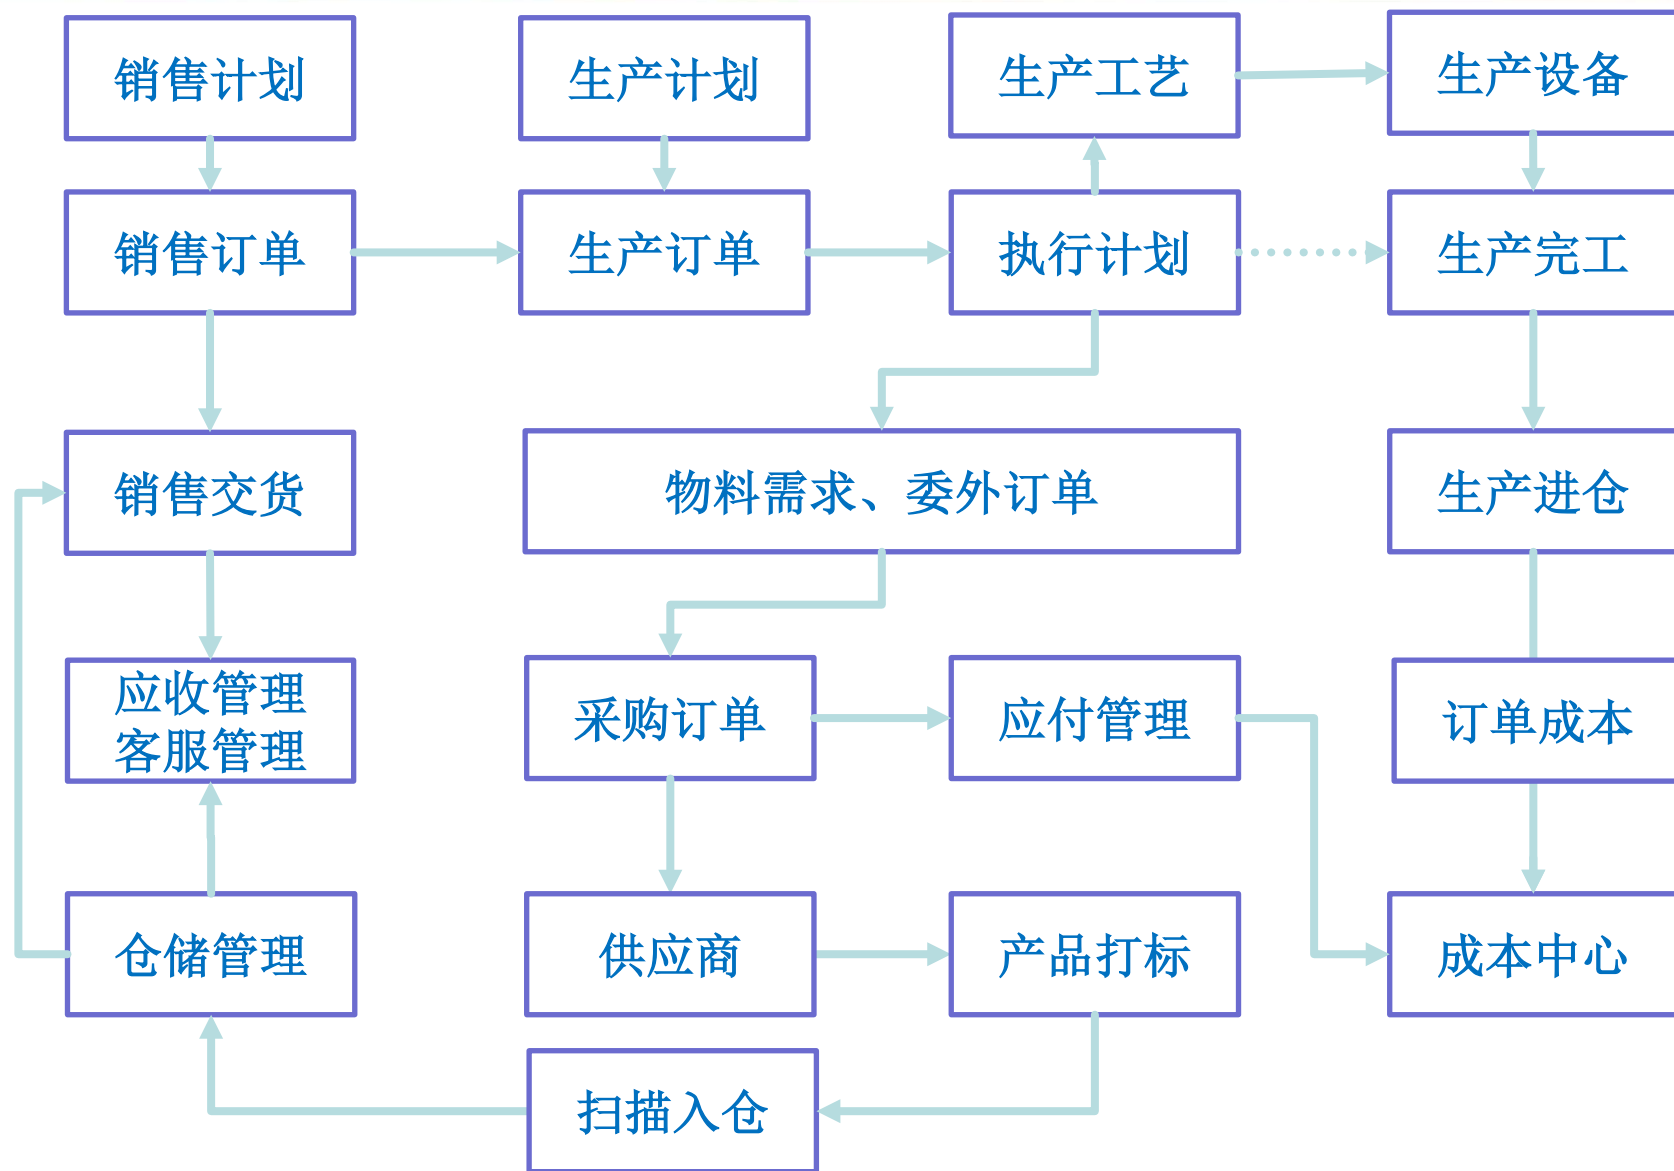 销售计划
生产计划
生产工艺
生产设备
销售订单
生产订单
执行计划
生产完工
销售交货
物料需求、委外订单
生产进仓
应收管理
客服管理
采购订单
应付管理
订单成本
仓储管理
供应商
产品打标
成本中心
扫描入仓